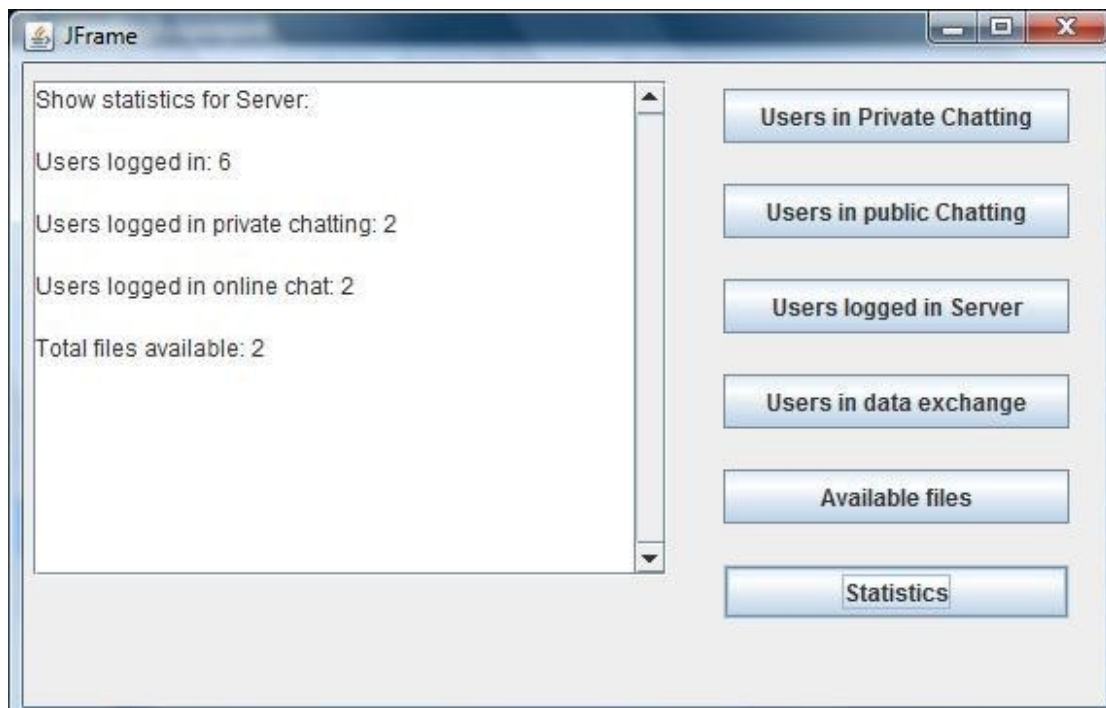 JFrame
Show statistics for Server:
Users logged in: 6
Users logged in private chatting: 2
Users logged in online chat: 2
Total files available: 2
Users in Private Chatting
Users in public Chatting
Users logged in Server
Users in data exchange
Available files
Statistics